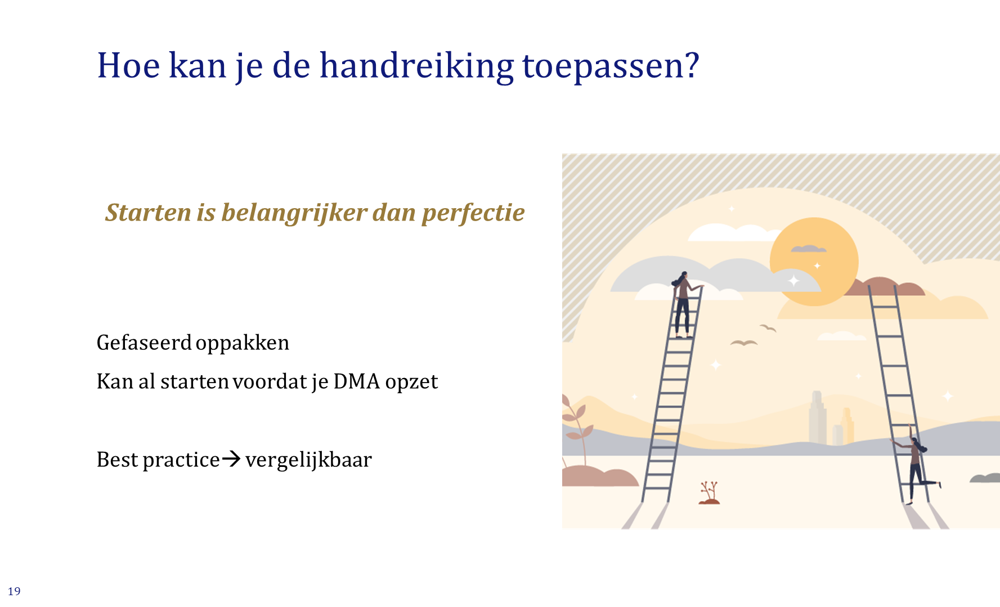 Hoe kan je de handreiking toepassen?
Starten is belangrijker dan perfectie
Gefaseerd oppakken
Kan al starten voordat je DMA opzet
Best practice → vergelijkbaar
19